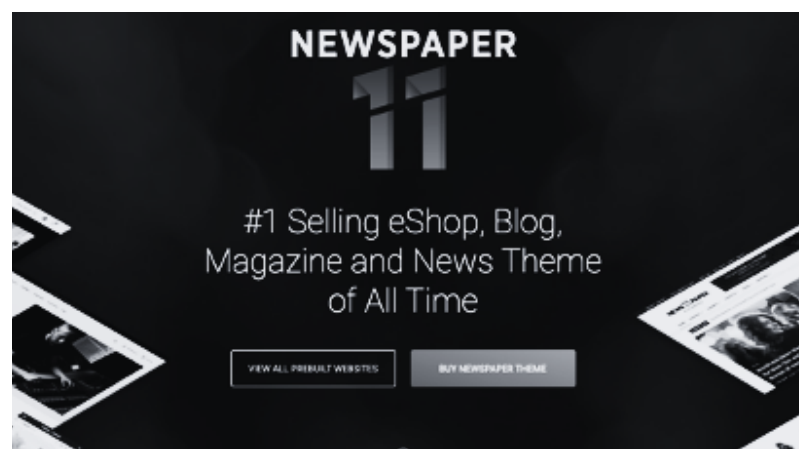 NEWSPAPER
11
#1 Selling eShop, Blog,
Magazine and News Theme
of All Time
VIEW ALL PREBUILT WEBSITES
BUY NEWSPAPER THEME